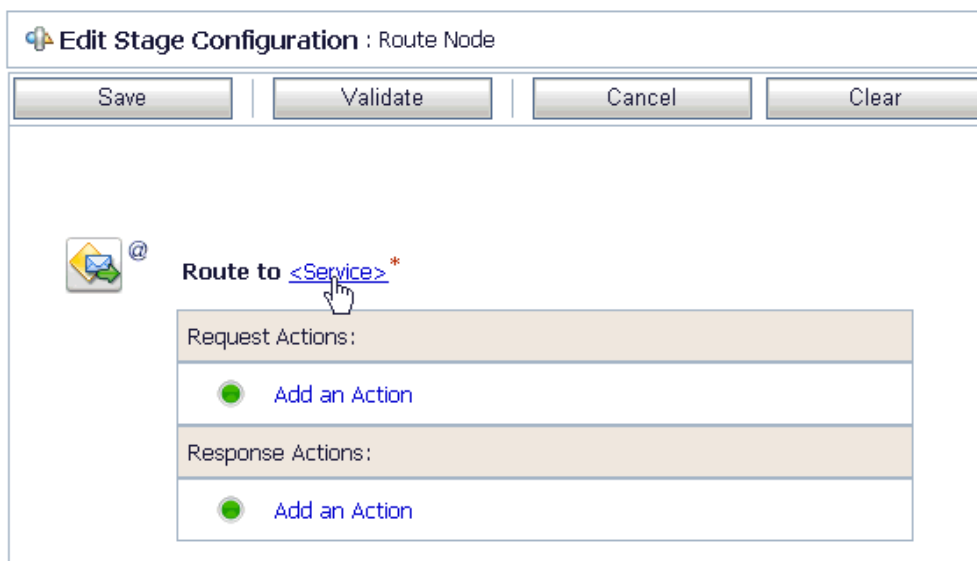 Edit Stage Configuration : Route Node
Save Validate Cancel Clear
@
Route to <Service>*
Request Actions:
Add an Action
Response Actions:
Add an Action